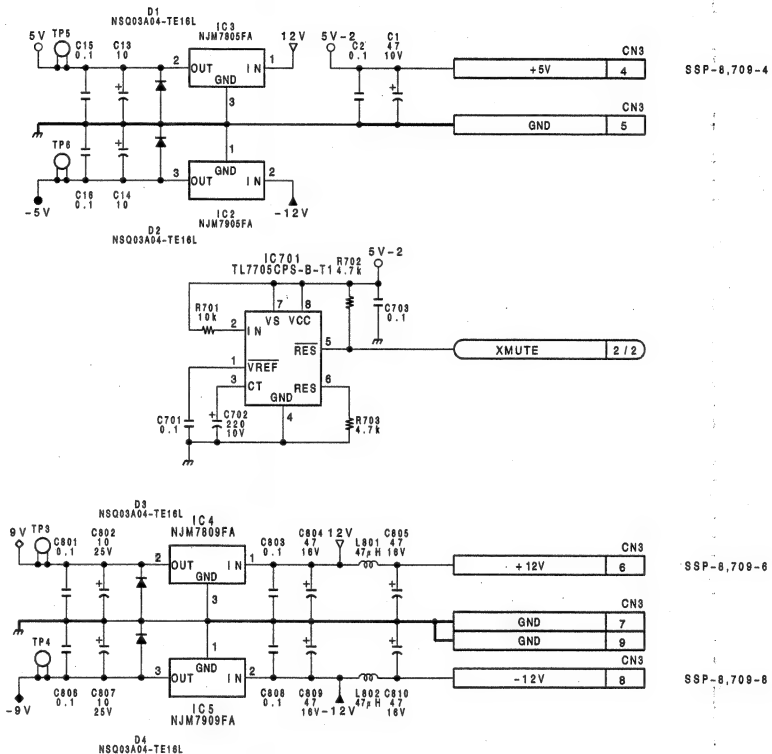 D1
NSQ03A04-TE16L
IC3
NJM7805FA
5V TP5 C15 0.1 C13 10
2 OUT IN 1 12V
GND
3
5V-2 C2 0.1 C1 47 10V
CN3
+5V 4 SSP-8,709-4
CN3
GND 5
TP6
1
GND
3 OUT IN 2
-5V C16 0.1 C14 10
-12V
IC2
NJM7905FA
D2
NSQ03A04-TE16L
IC701
TL7705CPS-B-T1
R702
4.7k
5V-2
R701
10k
7 8
VS VCC
C703
0.1
2 IN
RES 5
XMUTE 2/2
1 VREF
3 CT
RES 6
GND
4
C701
0.1
C702
220
10V
R703
4.7k
D3
NSQ03A04-TE16L
IC4
NJM7809FA
9V TP3 C801 0.1 C802 10 25V
2 OUT IN 1
GND
3
C803 0.1 C804 47 16V 12V L801 47μH C805 47 16V
CN3
+12V 6 SSP-8,709-6
CN3
GND 7
GND 9
TP4
1
GND
3 OUT IN 2
CN3
-12V 8 SSP-8,709-8
-9V C806 0.1 C807 10 25V
IC5
NJM7909FA
C808 0.1 C809 47 16V -12V L802 47μH C810 47 16V
D4
NSQ03A04-TE16L